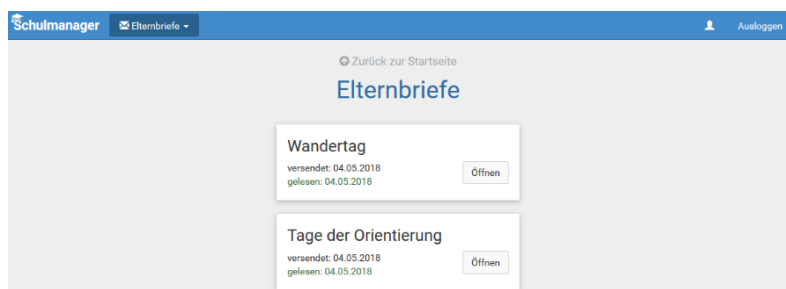 Schulmanager Elternbriefe Ausloggen
Zurück zur Startseite
Elternbriefe
Wandertag
versendet: 04.05.2018
gelesen: 04.05.2018
Öffnen
Tage der Orientierung
versendet: 04.05.2018
gelesen: 04.05.2018
Öffnen